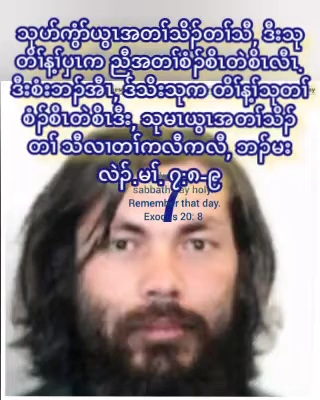 သုဟ်ကွံာ်ယွၤအတၢ်သိၣ်တၢ်သီ, ဒီးသု
တိၢ်န့ၢ်ပှၤက ညီအတၢ်စံၣ်စိၤတဲစိၤလီၤ,
ဒီးစံးဘၣ်အီၤ, ဒ်သိးသုက တိၢ်န့ၢ်သုတၢ်
စံၣ်စိၤတဲစိၤဒီး, သုမၤယွၤအတၢ်သိၣ်
တၢ် သီလၢတၢ်ကလီကလီ, ဘၣ်မး
လဲၣ်.မၢ်. ၇:၈-၉
sabbath day holy
Remember that day.
Exodus 20: 8
7